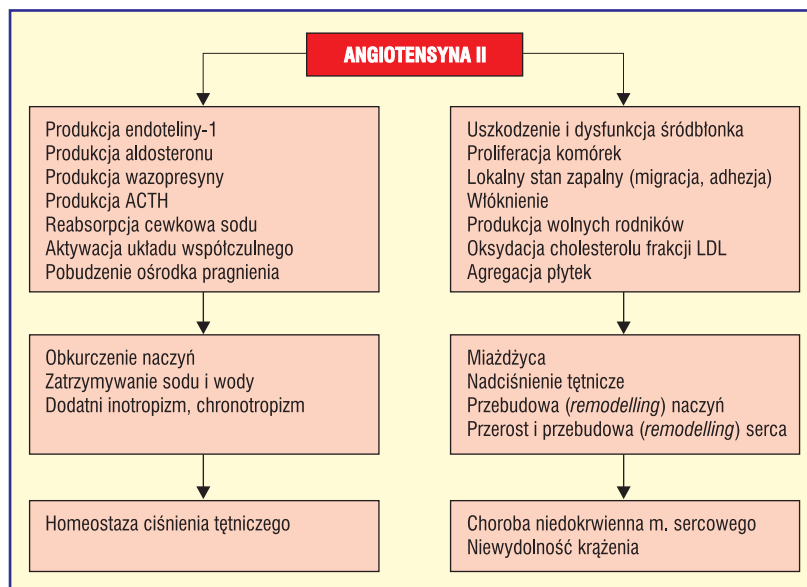 ANGIOTENSYNA II
Produkcja endoteliny-1
Produkcja aldosteronu
Produkcja wazopresyny
Produkcja ACTH
Reabsorpcja cewkowa sodu
Aktywacja układu współczulnego
Pobudzenie ośrodka pragnienia
Obkurczenie naczyń
Zatrzymywanie sodu i wody
Dodatni inotropizm, chronotropizm
Homeostaza ciśnienia tętniczego
Uszkodzenie i dysfunkcja śródbłonka
Proliferacja komórek
Lokalny stan zapalny (migracja, adhezja)
Włóknienie
Produkcja wolnych rodników
Oksydacja cholesterolu frakcji LDL
Agregacja płytek
Miażdżyca
Nadciśnienie tętnicze
Przebudowa (remodelling) naczyń
Przerost i przebudowa (remodelling) serca
Choroba niedokrwienna m. sercowego
Niewydolność krążenia